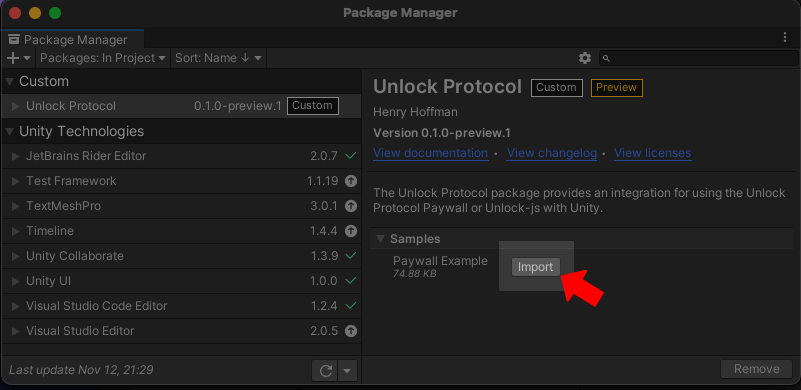 Package Manager
Package Manager
Packages: In Project
Sort: Name ↓
Custom
Unlock Protocol 0.1.0-preview.1 Custom
Unity Technologies
JetBrains Rider Editor 2.0.7
Test Framework 1.1.19
TextMeshPro 3.0.1
Timeline 1.4.4
Unity Collaborate 1.3.9
Unity UI 1.0.0
Visual Studio Code Editor 1.2.4
Visual Studio Editor 2.0.5
Last update Nov 12, 21:29
Unlock Protocol Custom Preview
Henry Hoffman
Version 0.1.0-preview.1
View documentation • View changelog • View licenses
The Unlock Protocol package provides an integration for using the Unlock
Protocol Paywall or Unlock-js with Unity.
Samples
Paywall Example Import
74.88 KB
Remove